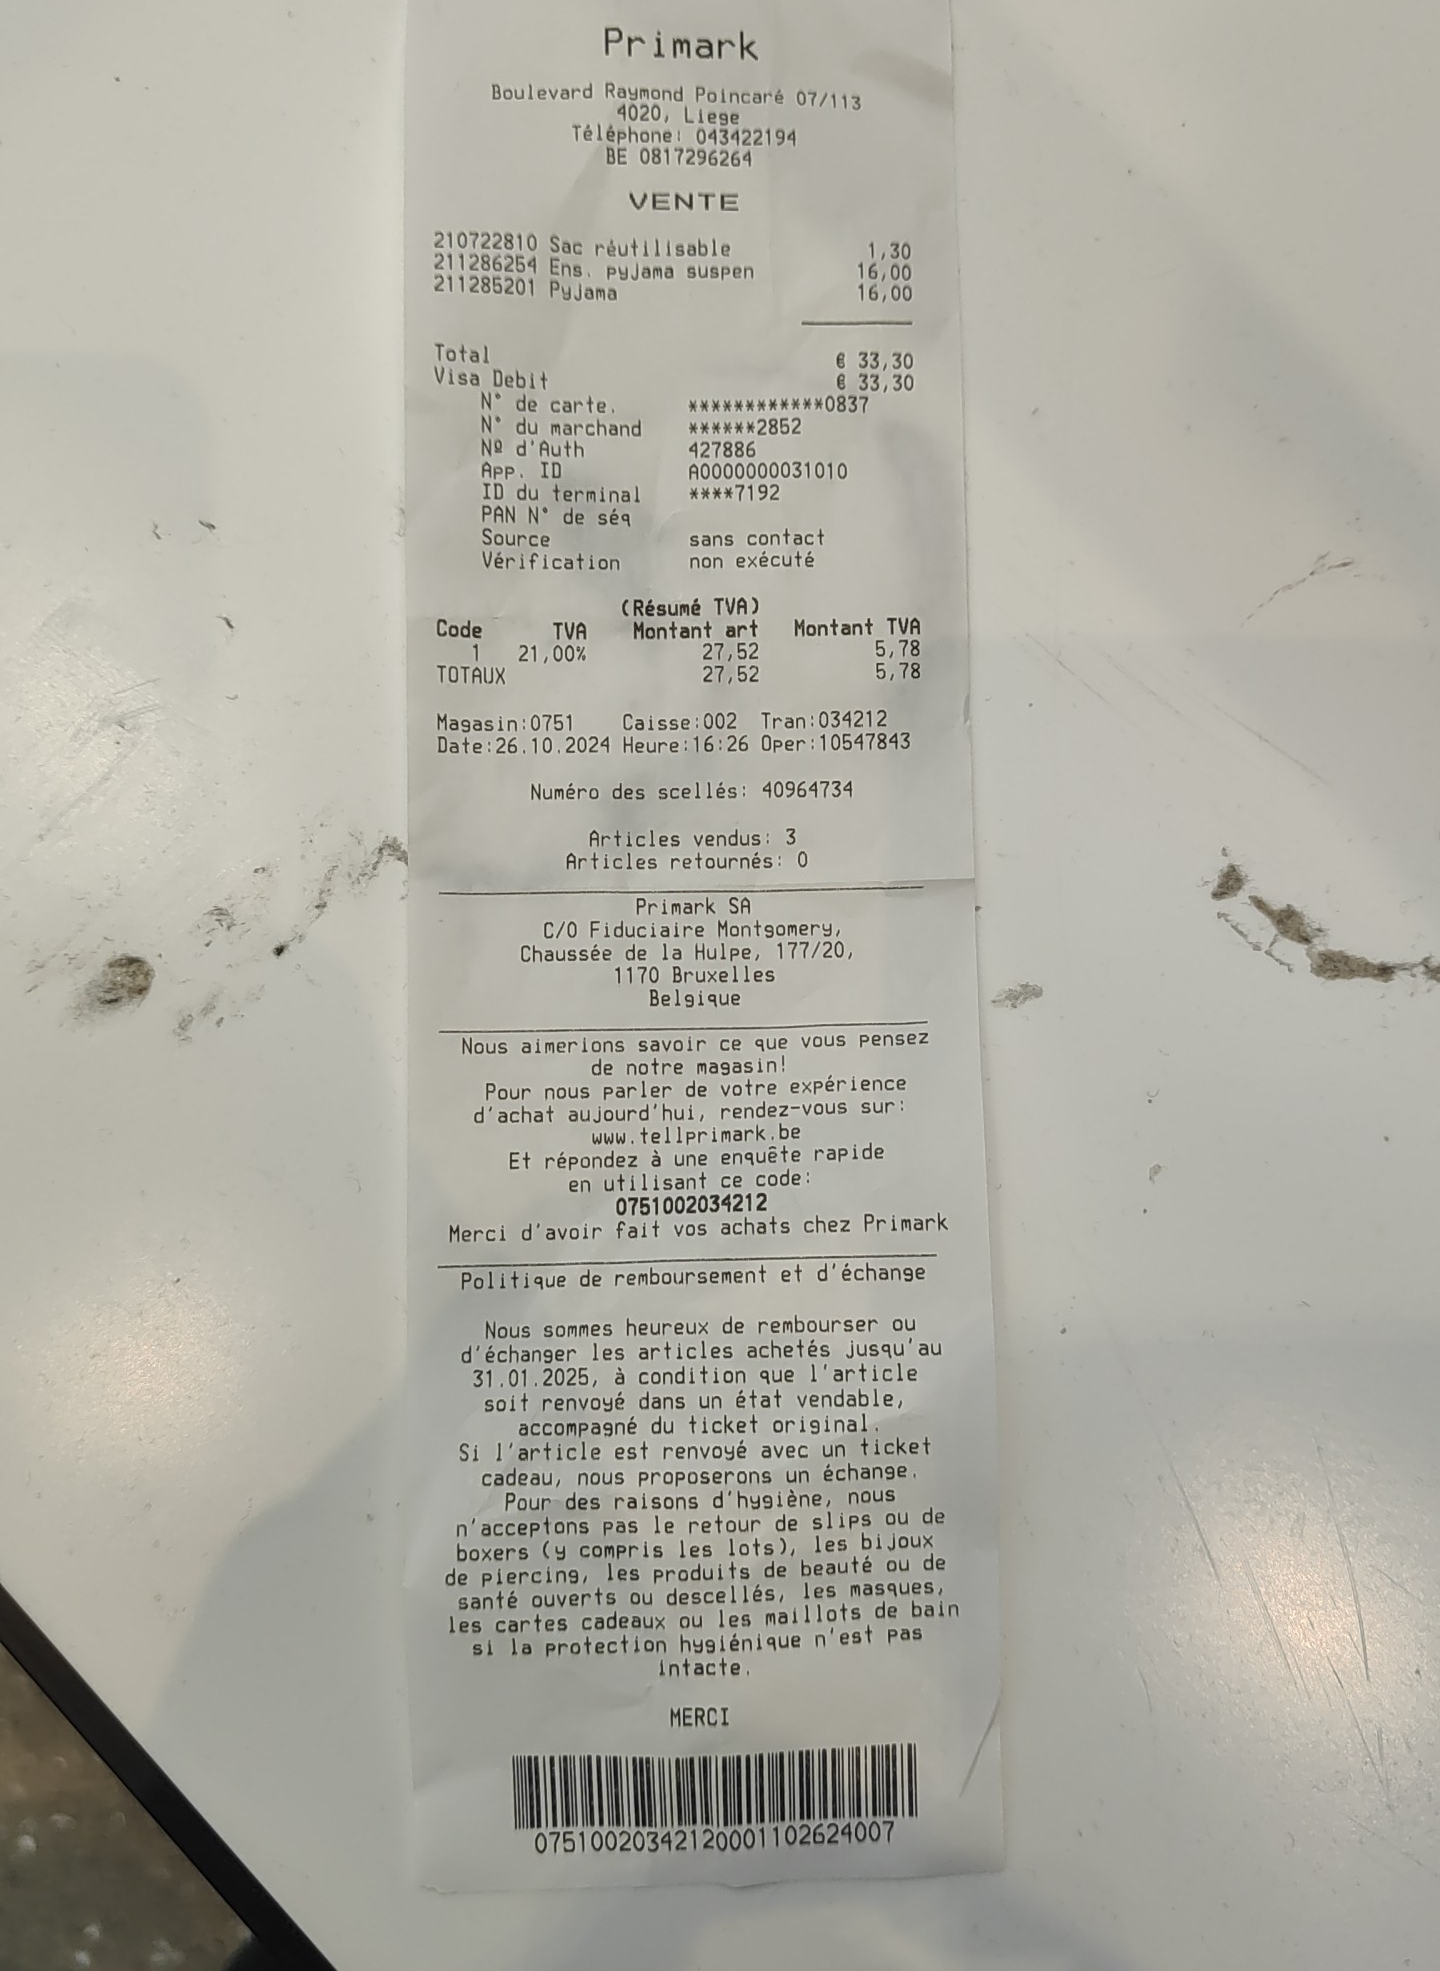 Primark
Boulevard Raymond Poincaré 07/113
4020, Liege
Téléphone: 043422194
BE 0817296264
VENTE
210722810 Sac réutilisable 1,30
211286254 Ens. pyjama suspen 16,00
211285201 Pyjama 16,00
Total € 33,30
Visa Debit € 33,30
N° de carte. ************0837
N° du marchand ******2852
Nº d'Auth 427886
App. ID A0000000031010
ID du terminal ****7192
PAN N° de séq
Source sans contact
Vérification non exécuté
(Résumé TVA)
Code TVA Montant art Montant TVA
1 21,00% 27,52 5,78
TOTAUX 27,52 5,78
Magasin:0751 Caisse:002 Tran:034212
Date:26.10.2024 Heure:16:26 Oper:10547843
Numéro des scellés: 40964734
Articles vendus: 3
Articles retournés: 0
Primark SA
C/O Fiduciaire Montgomery,
Chaussée de la Hulpe, 177/20,
1170 Bruxelles
Belgique
Nous aimerions savoir ce que vous pensez
de notre magasin!
Pour nous parler de votre expérience
d'achat aujourd'hui, rendez-vous sur:
www.tellprimark.be
Et répondez à une enquête rapide
en utilisant ce code:
0751002034212
Merci d'avoir fait vos achats chez Primark
Politique de remboursement et d'échange
Nous sommes heureux de rembourser ou
d'échanger les articles achetés jusqu'au
31.01.2025, à condition que l'article
soit renvoyé dans un état vendable,
accompagné du ticket original.
Si l'article est renvoyé avec un ticket
cadeau, nous proposerons un échange.
Pour des raisons d'hygiène, nous
n'acceptons pas le retour de slips ou de
boxers (y compris les lots), les bijoux
de piercing, les produits de beauté ou de
santé ouverts ou descellés, les masques,
les cartes cadeaux ou les maillots de bain
si la protection hygiénique n'est pas
intacte.
MERCI
075100203421200011026​24007